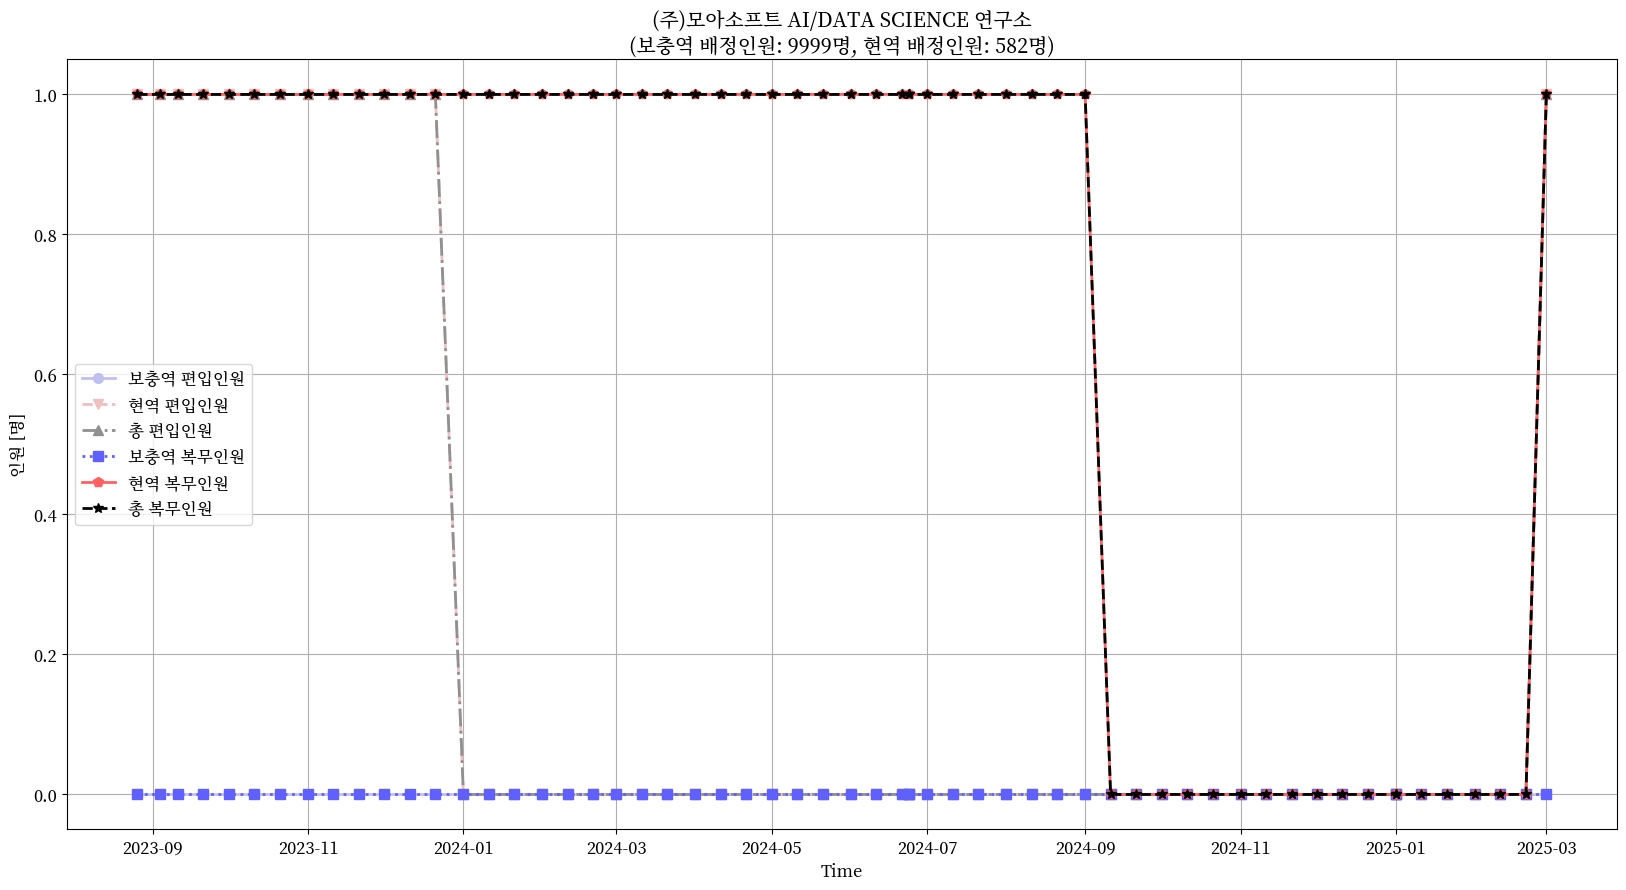 (주)모아소프트 AI/DATA SCIENCE 연구소
(보충역 배정인원: 9999명, 현역 배정인원: 582명)
인원 [명]
1.0
0.8
0.6
0.4
0.2
0.0
보충역 편입인원
현역 편입인원
총 편입인원
보충역 복무인원
현역 복무인원
총 복무인원
2023-09 2023-11 2024-01 2024-03 2024-05 2024-07 2024-09 2024-11 2025-01 2025-03
Time